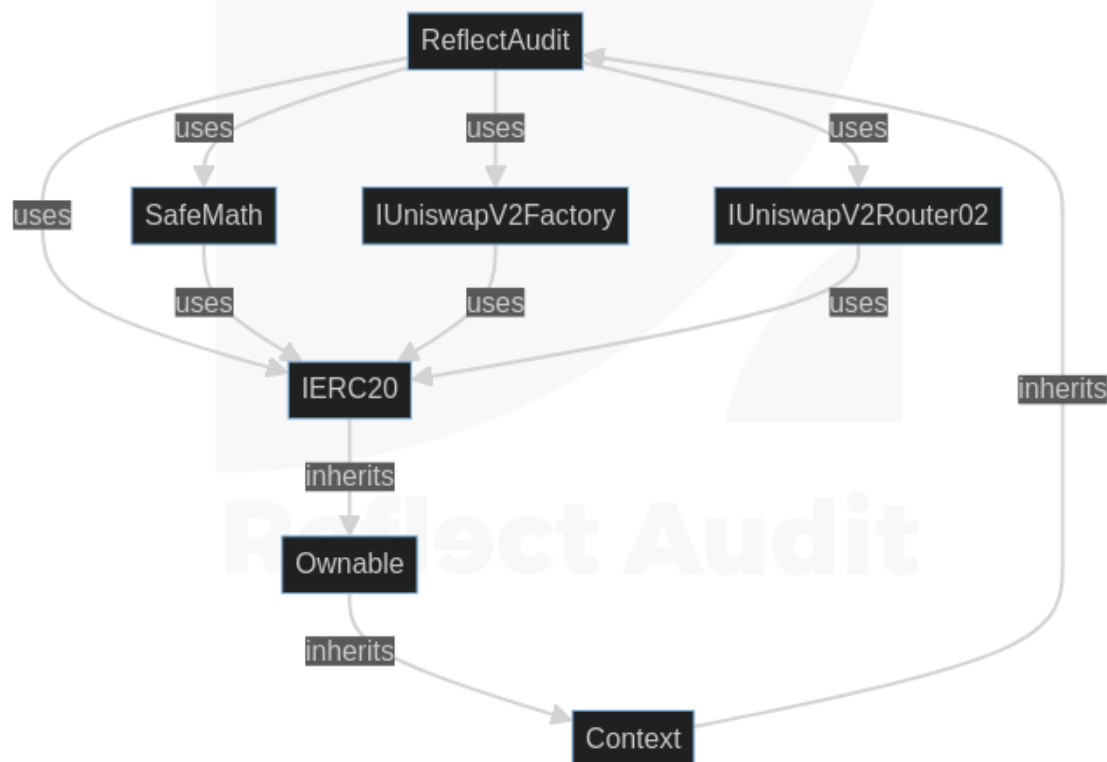 ReflectAudit
uses
uses
uses
uses
SafeMath
IUniswapV2Factory
IUniswapV2Router02
uses
uses
uses
IERC20
inherits
inherits
Reflect Audit
Ownable
inherits
Context